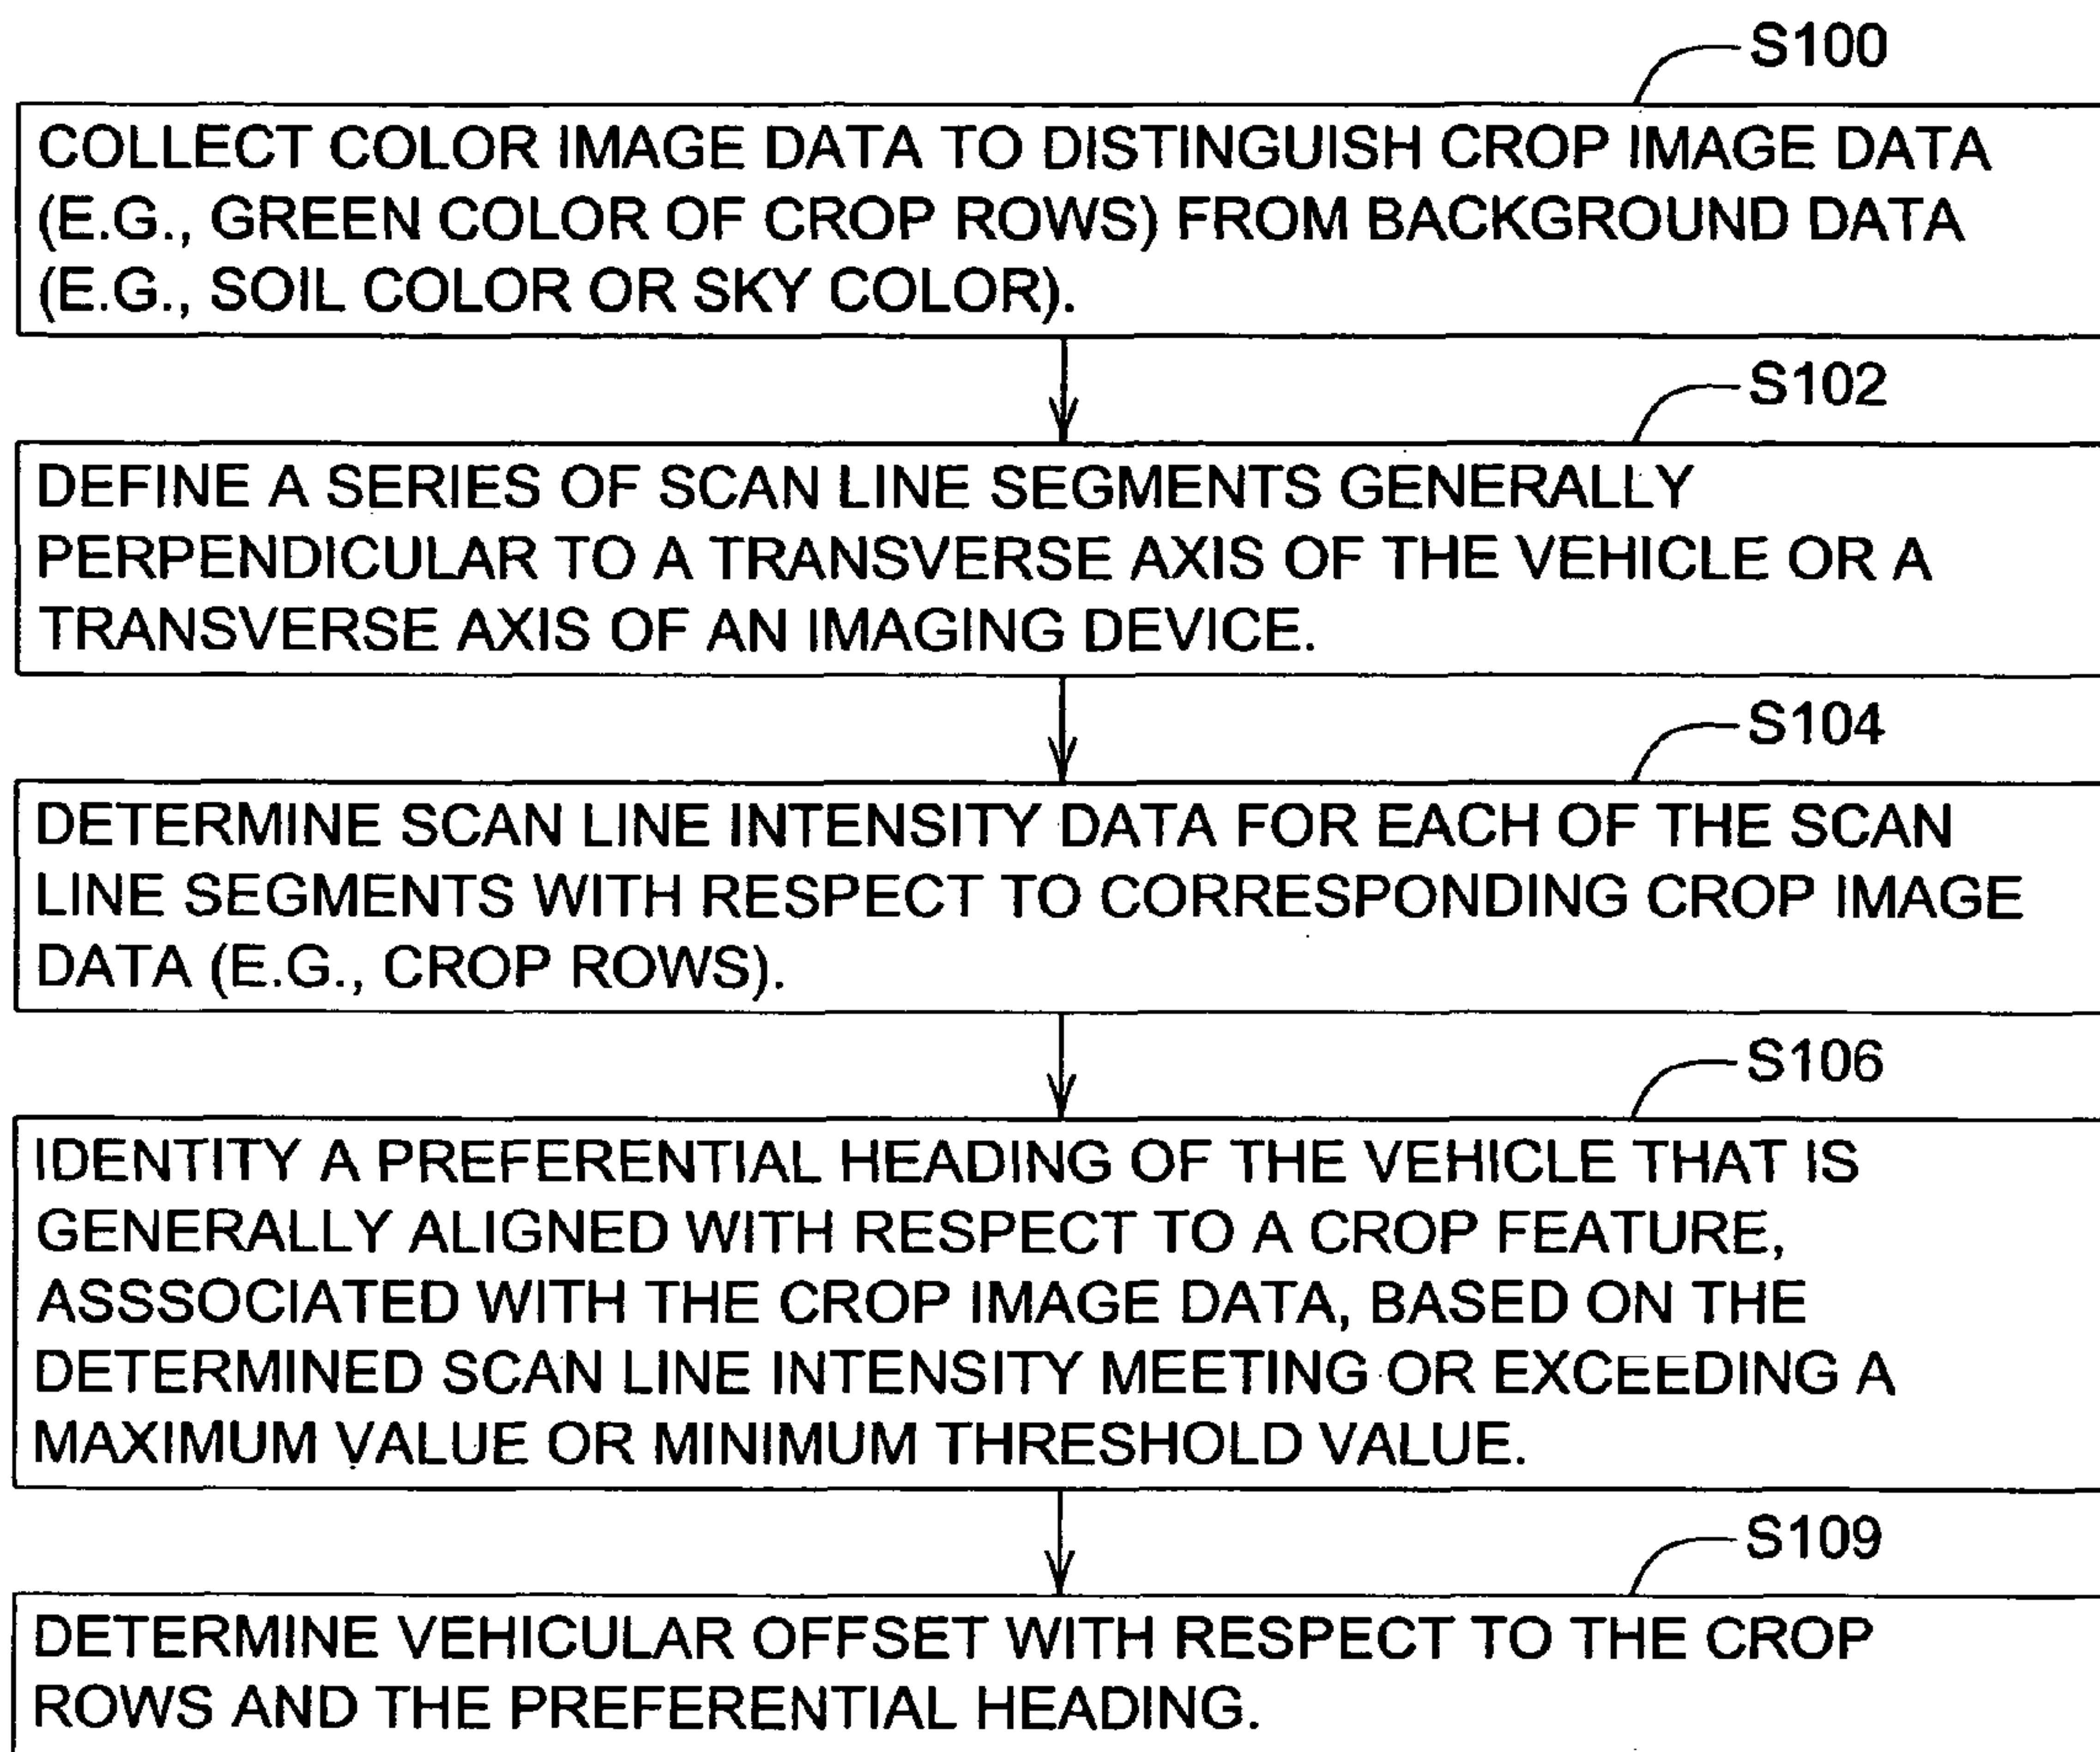 S100
COLLECT COLOR IMAGE DATA TO DISTINGUISH CROP IMAGE DATA
(E.G., GREEN COLOR OF CROP ROWS) FROM BACKGROUND DATA
(E.G., SOIL COLOR OR SKY COLOR).
S102
DEFINE A SERIES OF SCAN LINE SEGMENTS GENERALLY
PERPENDICULAR TO A TRANSVERSE AXIS OF THE VEHICLE OR A
TRANSVERSE AXIS OF AN IMAGING DEVICE.
S104
DETERMINE SCAN LINE INTENSITY DATA FOR EACH OF THE SCAN
LINE SEGMENTS WITH RESPECT TO CORRESPONDING CROP IMAGE
DATA (E.G., CROP ROWS).
S106
IDENTITY A PREFERENTIAL HEADING OF THE VEHICLE THAT IS
GENERALLY ALIGNED WITH RESPECT TO A CROP FEATURE,
ASSSOCIATED WITH THE CROP IMAGE DATA, BASED ON THE
DETERMINED SCAN LINE INTENSITY MEETING OR EXCEEDING A
MAXIMUM VALUE OR MINIMUM THRESHOLD VALUE.
S109
DETERMINE VEHICULAR OFFSET WITH RESPECT TO THE CROP
ROWS AND THE PREFERENTIAL HEADING.